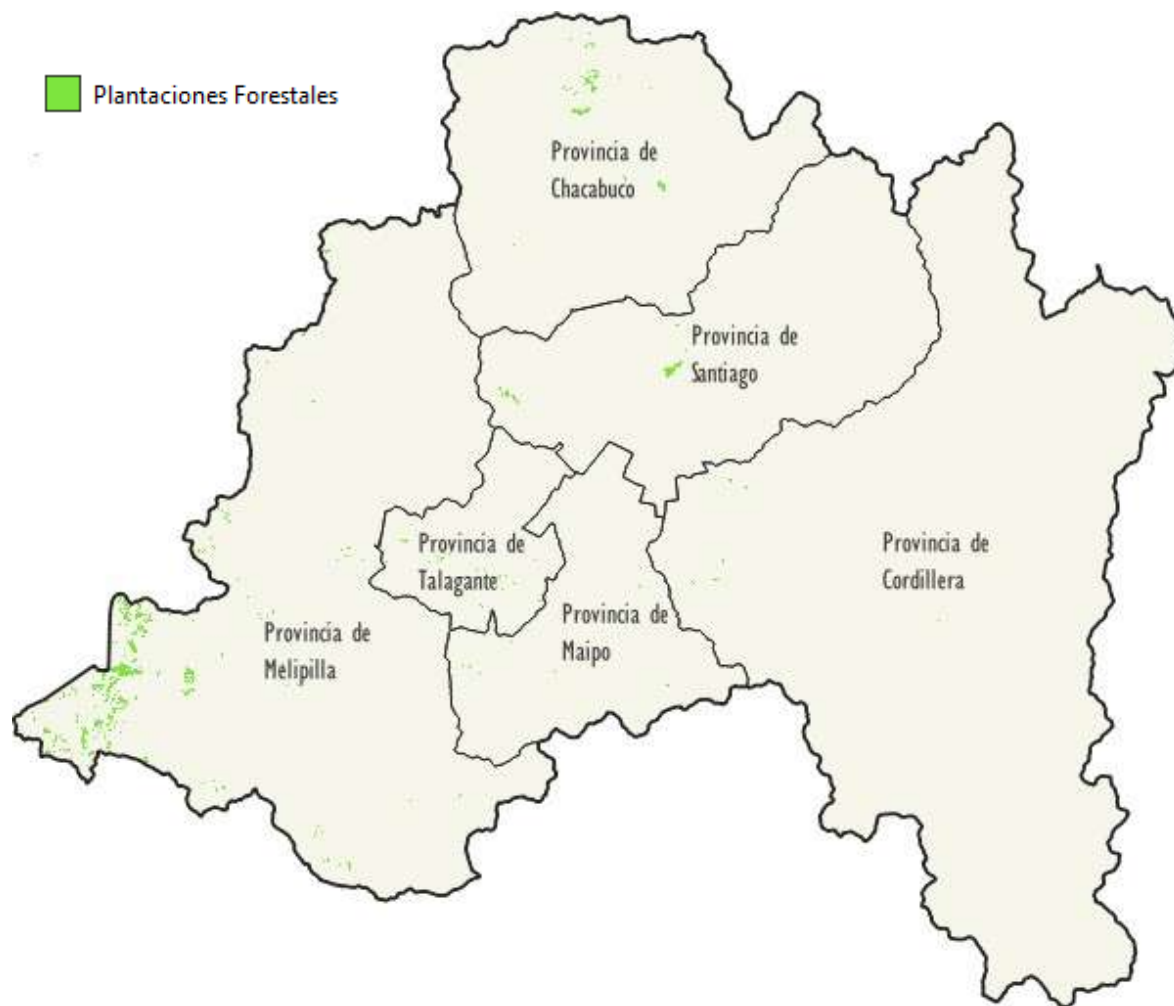 Plantaciones Forestales
Provincia de
Chacabuco
Provincia de
Santiago
Provincia de
Talagante
Provincia de
Cordillera
Provincia de
Maipo
Provincia de
Melipilla